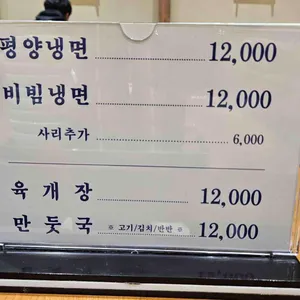 평양냉면 12,000
비빔냉면 12,000
사리추가 6,000
육개장 12,000
만둣국 ※ 고기/김치/반반 ※ 12,000